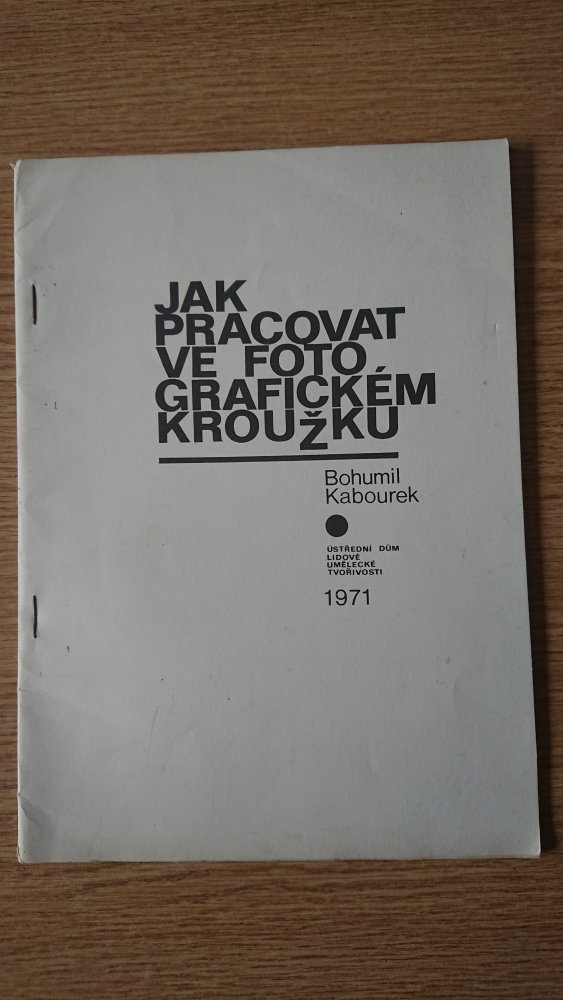 JAK
PRACOVAT
VE FOTO
GRAFICKÉM
KROUŽKU
Bohumil
Kabourek
ÚSTŘEDNÍ DŮM
LIDOVÉ
UMĚLECKÉ
TVOŘIVOSTI
1971